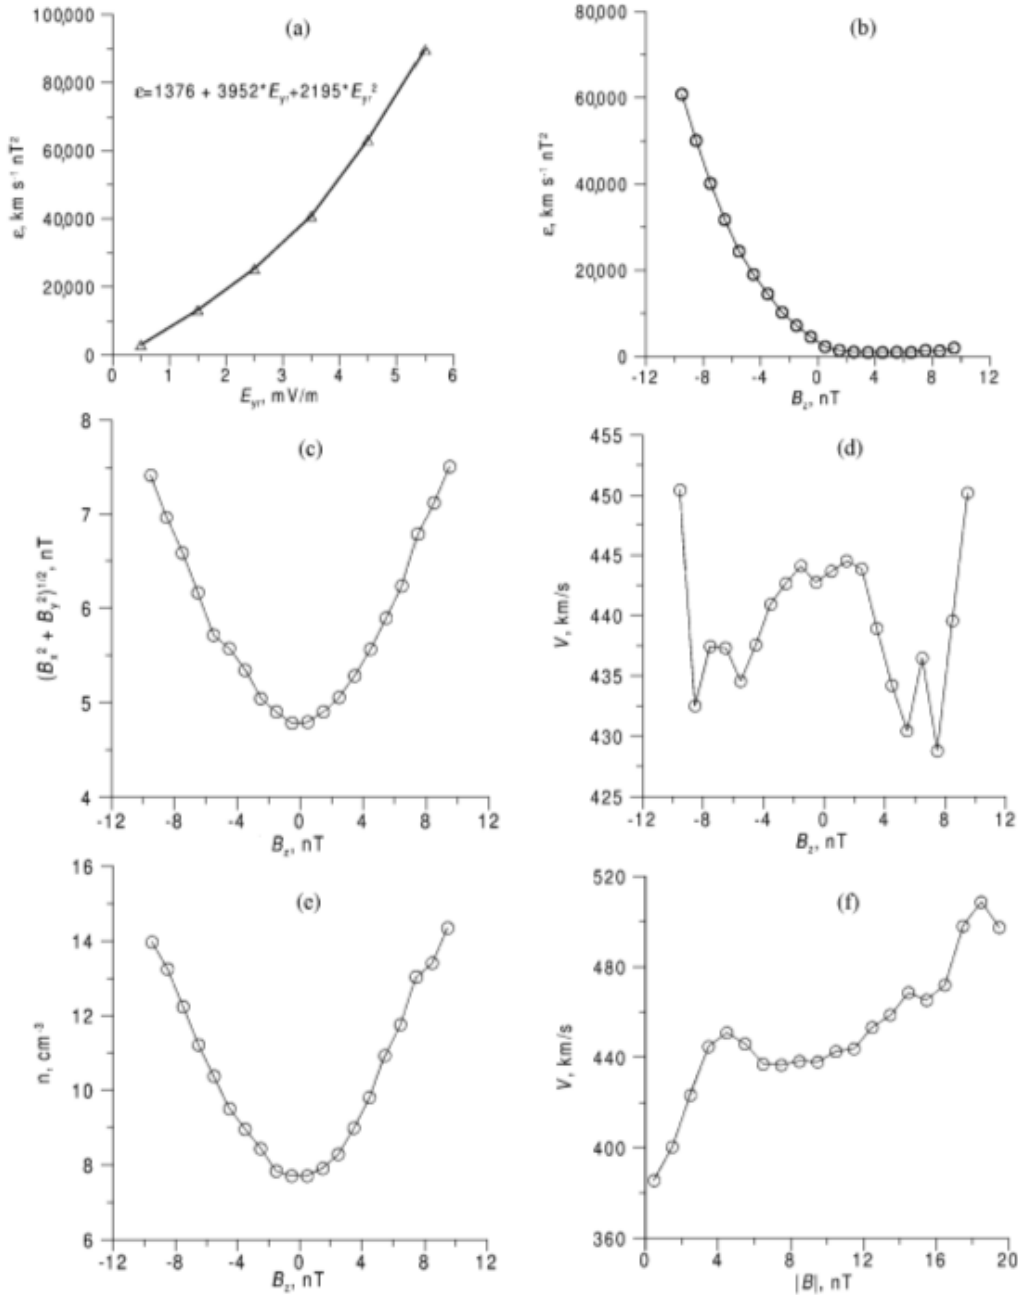 (a)
ε=1376 + 3952*Eyr+2195*Eyr²
ε, km s⁻¹ nT²
100,000
80,000
60,000
40,000
20,000
0
0 1 2 3 4 5 6
Eyr, mV/m
(b)
ε, km s⁻¹ nT²
80,000
60,000
40,000
20,000
0
-12 -8 -4 0 4 8 12
Bz, nT
(c)
(Bx² + By²)¹/², nT
8
7
6
5
4
-12 -8 -4 0 4 8 12
Bz, nT
(d)
V, km/s
455
450
445
440
435
430
425
-12 -8 -4 0 4 8 12
Bz, nT
(e)
n, cm⁻³
16
14
12
10
8
6
-12 -8 -4 0 4 8 12
Bz, nT
(f)
V, km/s
520
480
440
400
360
0 4 8 12 16 20
|B|, nT